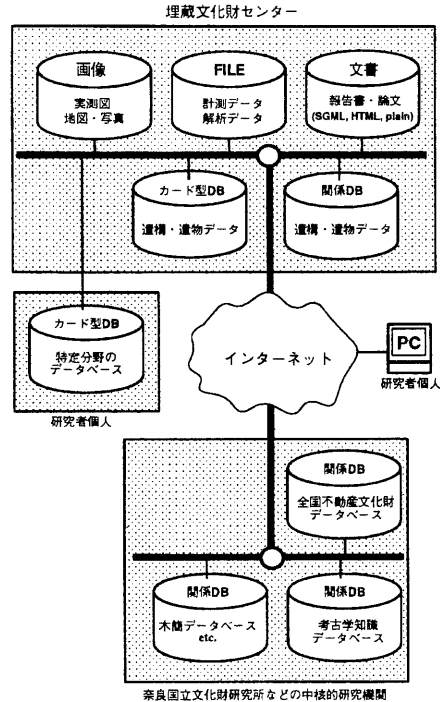 埋蔵文化財センター
画像
実測図
地図・写真
FILE
計測データ
解析データ
文書
報告書・論文
(SGML, HTML, plain)
カード型DB
遺構・遺物データ
関係DB
遺構・遺物データ
カード型DB
特定分野の
データベース
研究者個人
インターネット
PC
研究者個人
関係DB
全国不動産文化財
データベース
関係DB
木簡データベース
etc.
関係DB
考古学知識
データベース
奈良国立文化財研究所などの中核的研究機関